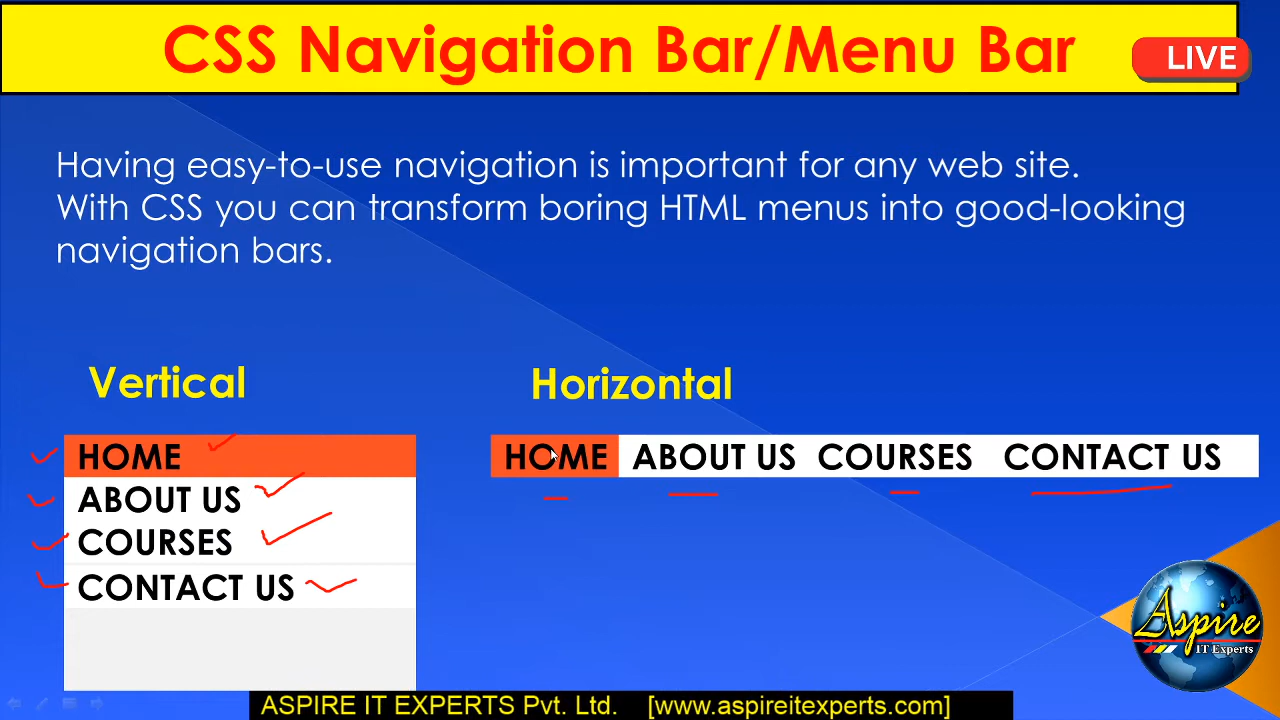 CSS Navigation Bar/Menu Bar
LIVE
Having easy-to-use navigation is important for any web site.
With CSS you can transform boring HTML menus into good-looking
navigation bars.
Vertical
HOME
ABOUT US
COURSES
CONTACT US
Horizontal
HOME ABOUT US COURSES CONTACT US
Aspire
IT Experts
ASPIRE IT EXPERTS Pvt. Ltd. [www.aspireitexperts.com]